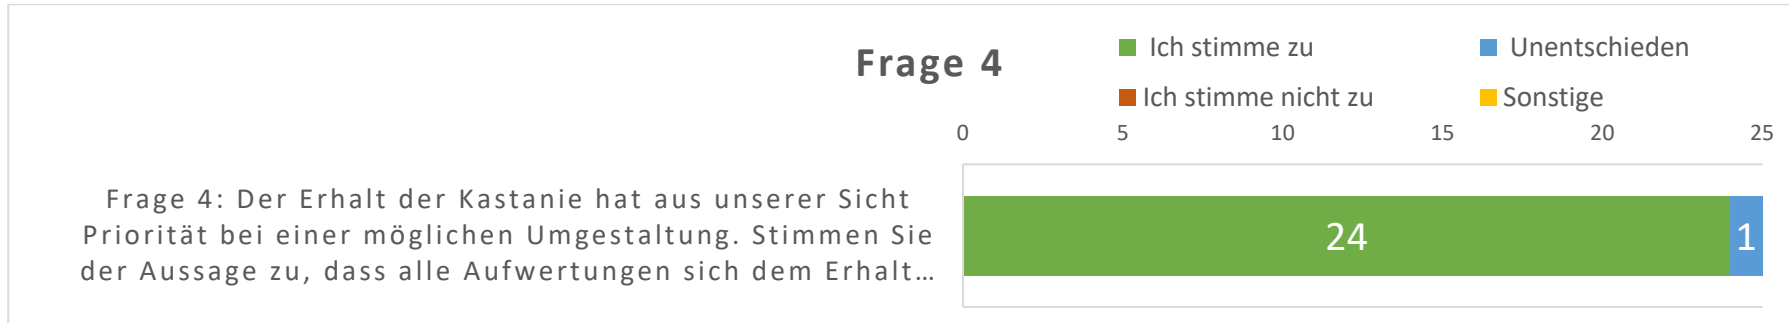 Frage 4
Ich stimme zu
Unentschieden
Ich stimme nicht zu
Sonstige
0 5 10 15 20 25
Frage 4: Der Erhalt der Kastanie hat aus unserer Sicht
Priorität bei einer möglichen Umgestaltung. Stimmen Sie
der Aussage zu, dass alle Aufwertungen sich dem Erhalt…
24
1